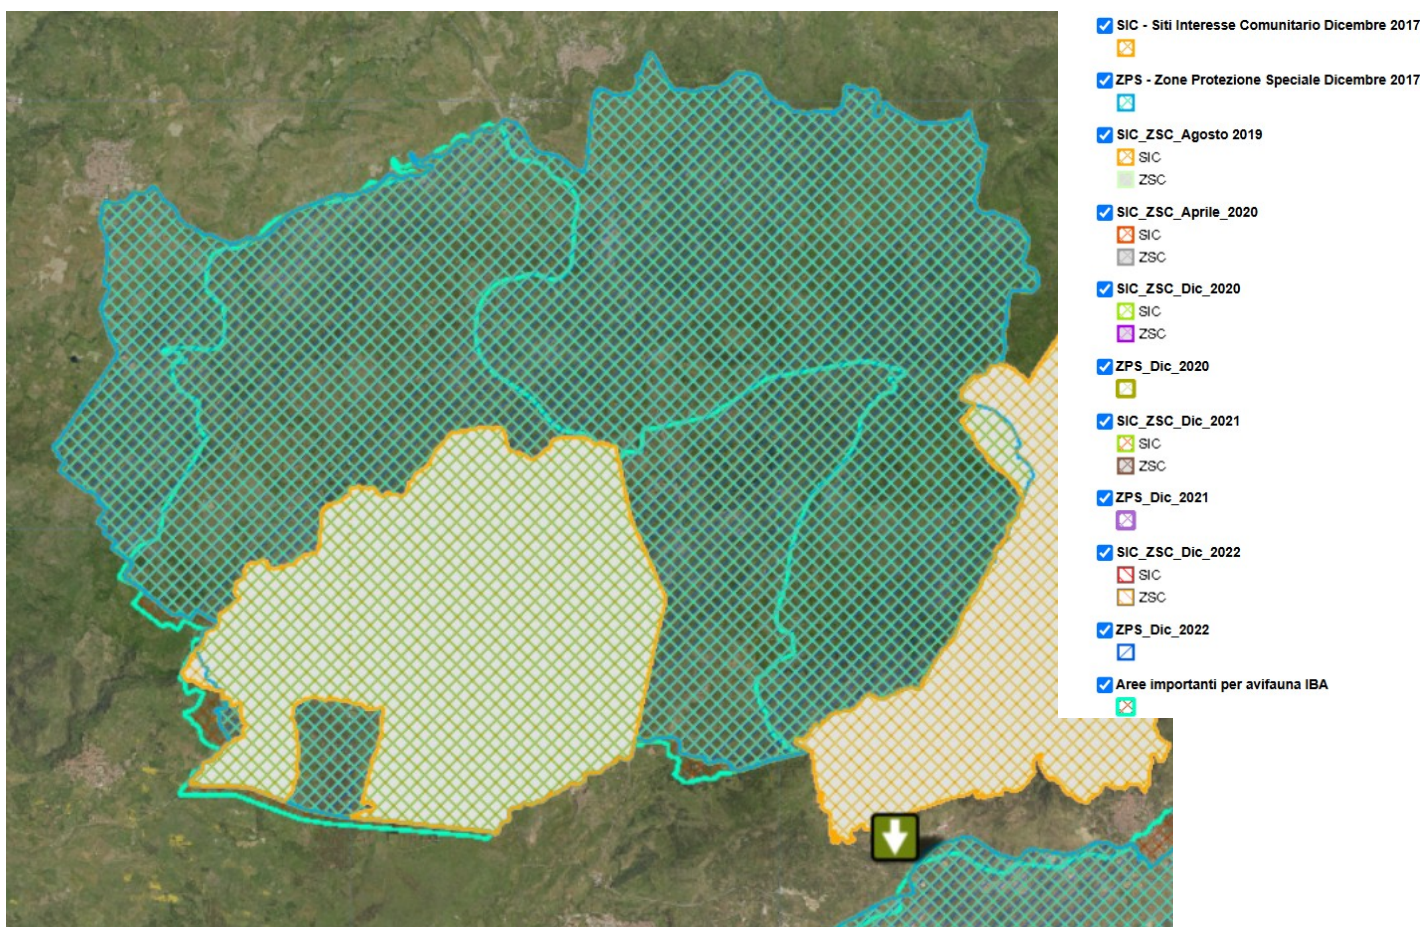 SIC - Siti Interesse Comunitario Dicembre 2017
ZPS - Zone Protezione Speciale Dicembre 2017
SIC_ZSC_Agosto 2019
SIC
ZSC
SIC_ZSC_Aprile_2020
SIC
ZSC
SIC_ZSC_Dic_2020
SIC
ZSC
ZPS_Dic_2020
SIC_ZSC_Dic_2021
SIC
ZSC
ZPS_Dic_2021
SIC_ZSC_Dic_2022
SIC
ZSC
ZPS_Dic_2022
Aree importanti per avifauna IBA